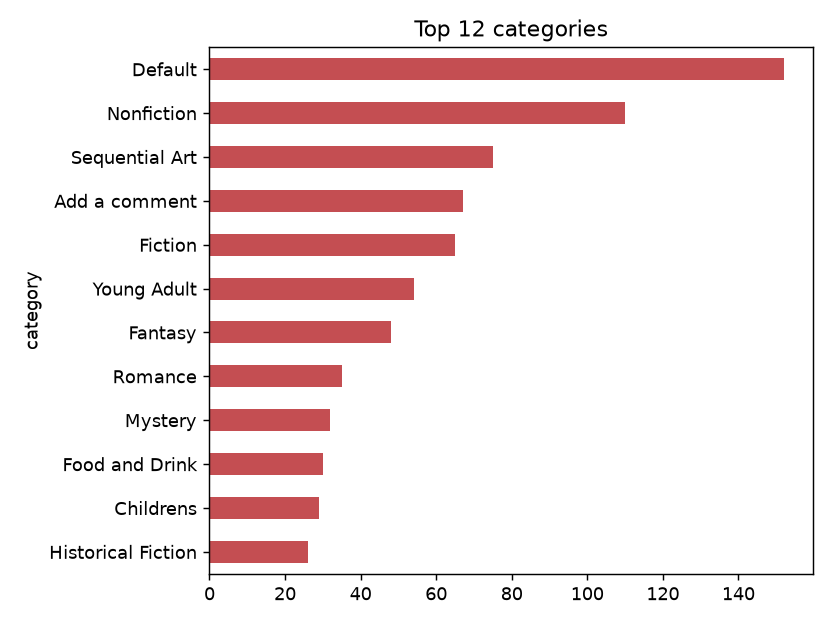 Top 12 categories
Default
Nonfiction
Sequential Art
Add a comment
Fiction
Young Adult
Fantasy
Romance
Mystery
Food and Drink
Childrens
Historical Fiction
category
0 20 40 60 80 100 120 140